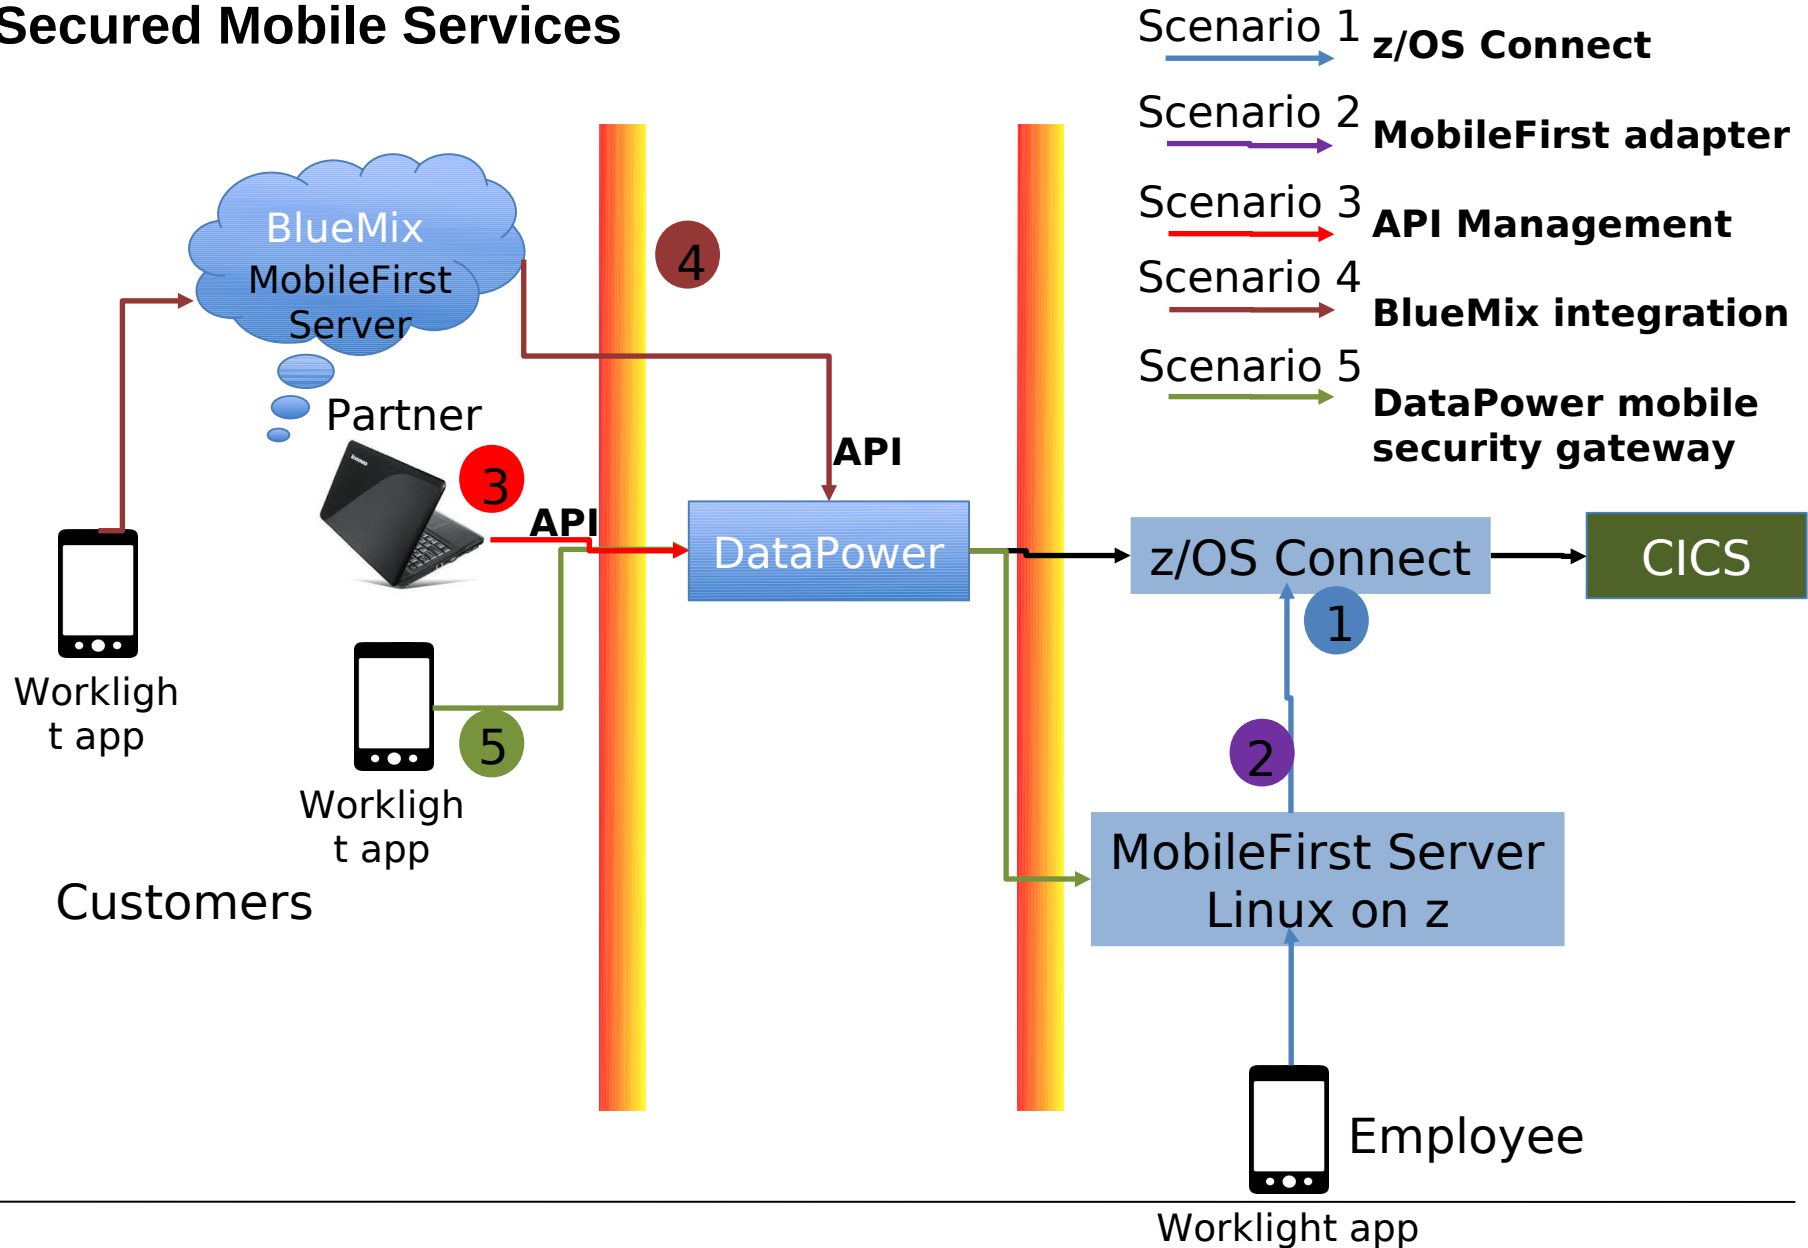 Secured Mobile Services
Scenario 1
z/OS Connect
Scenario 2
MobileFirst adapter
Scenario 3
API Management
Scenario 4
BlueMix integration
Scenario 5
DataPower mobile
security gateway
BlueMix
MobileFirst
Server
4
Partner
lenovo
3
API
API
DataPower
z/OS Connect
CICS
1
Workligh
t app
5
2
Workligh
t app
MobileFirst Server
Linux on z
Customers
Employee
Worklight app